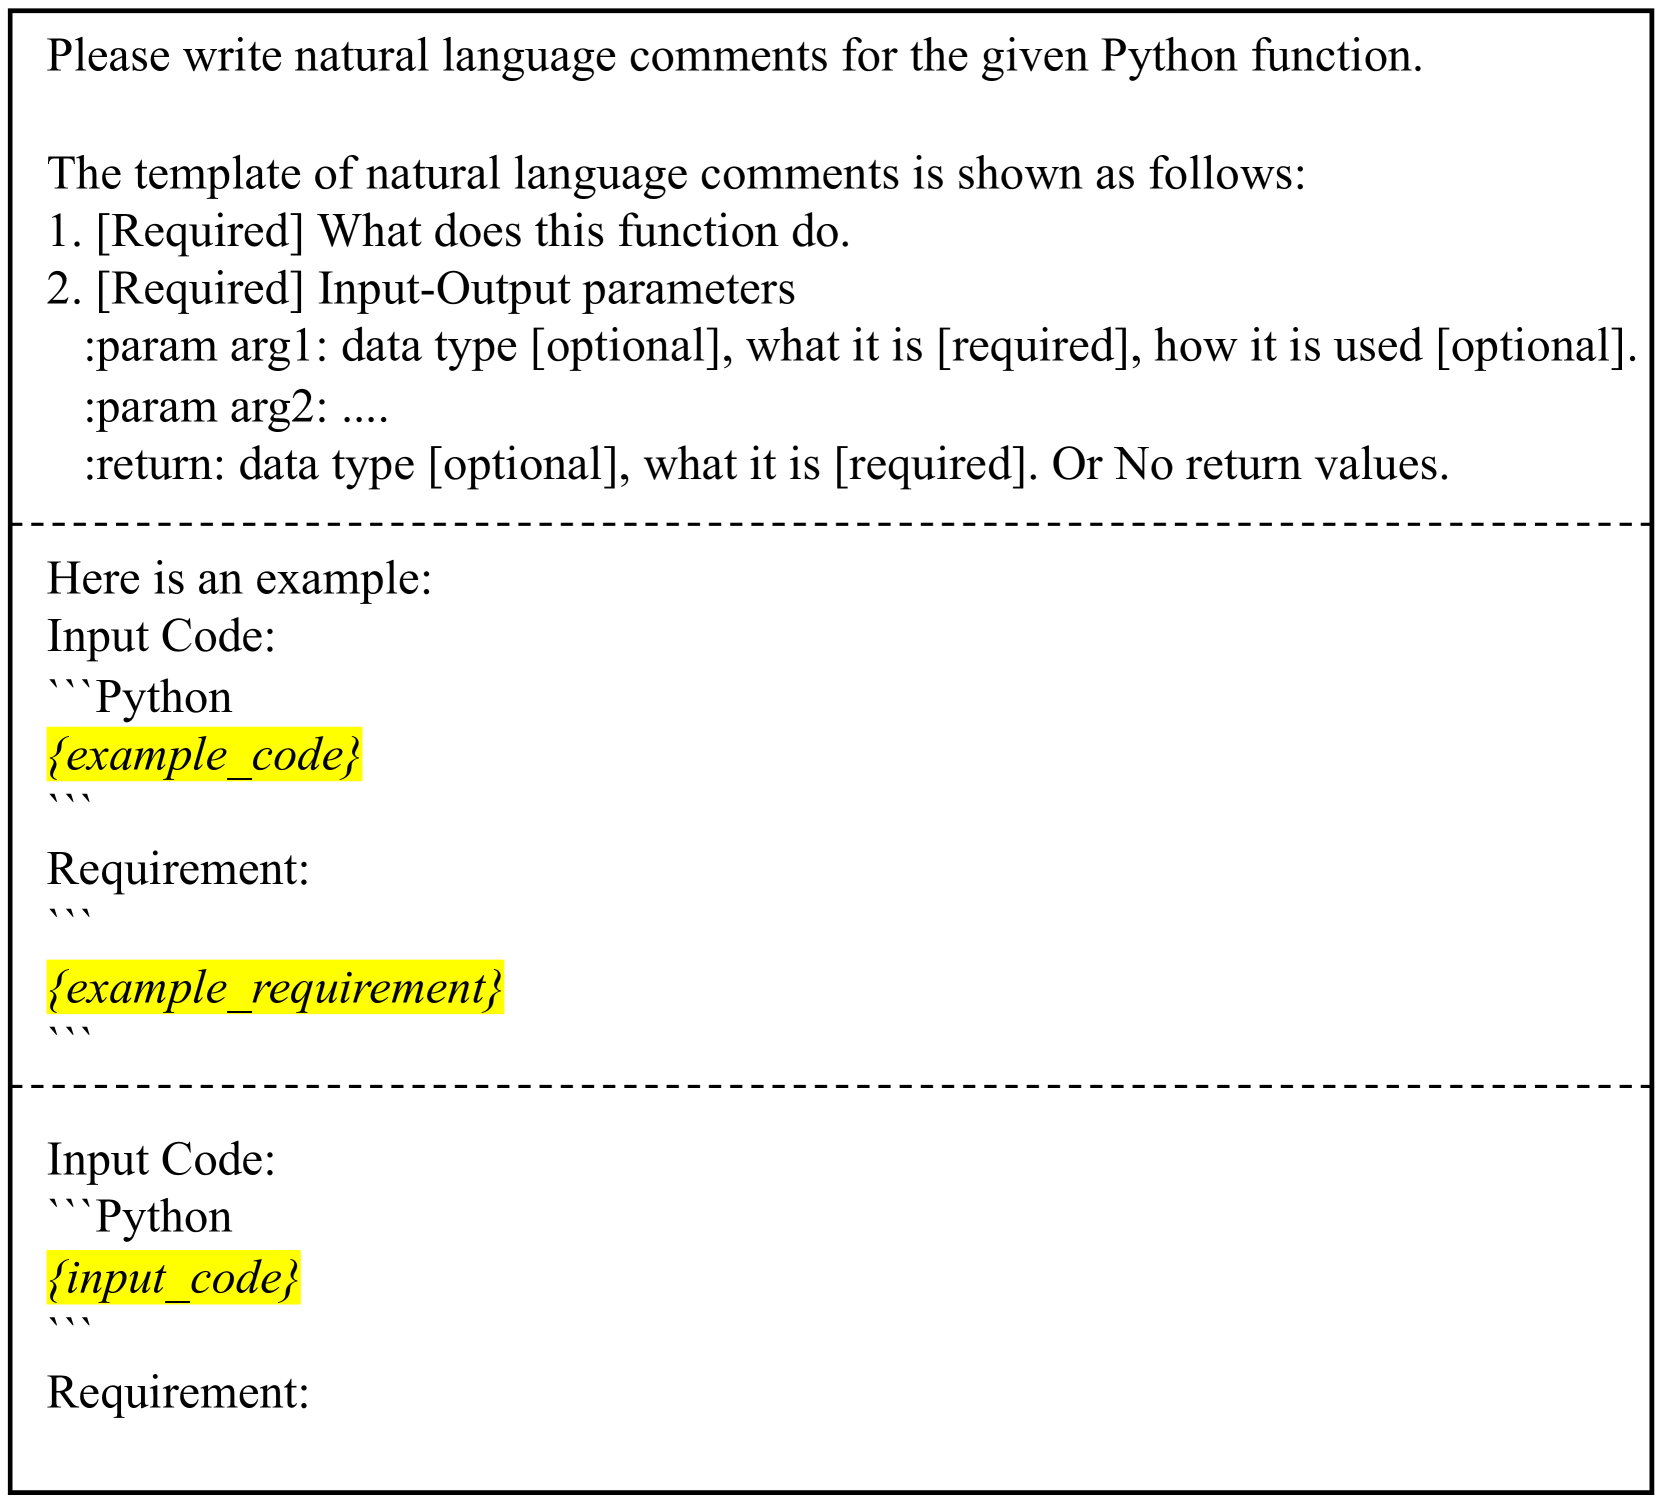 Please write natural language comments for the given Python function.
The template of natural language comments is shown as follows:
1. [Required] What does this function do.
2. [Required] Input-Output parameters
:param arg1: data type [optional], what it is [required], how it is used [optional].
:param arg2: ....
:return: data type [optional], what it is [required]. Or No return values.
Here is an example:
Input Code:
```Python
{example_code}
```
Requirement:
```
{example_requirement}
```
Input Code:
```Python
{input_code}
```
Requirement: